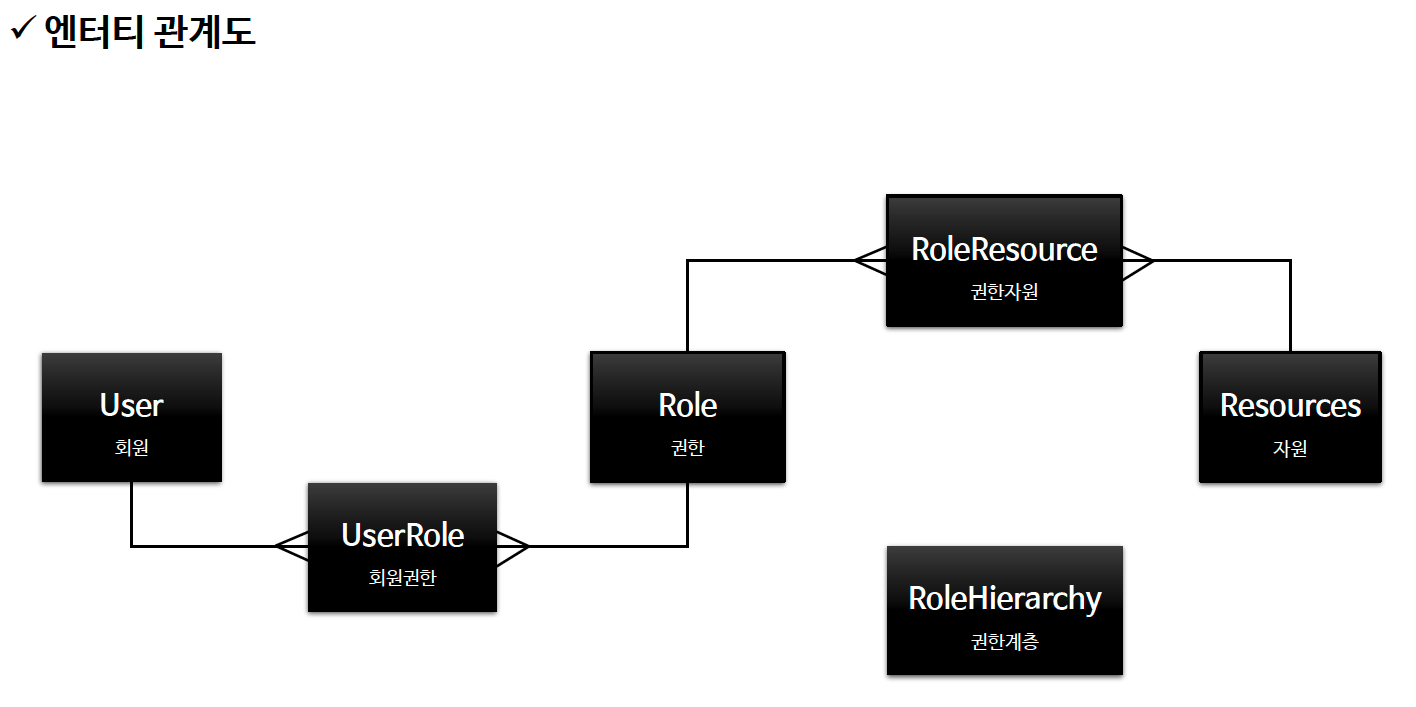 ✓ 엔터티 관계도
RoleResource
권한자원
User
회원
Role
권한
Resources
자원
UserRole
회원권한
RoleHierarchy
권한계층